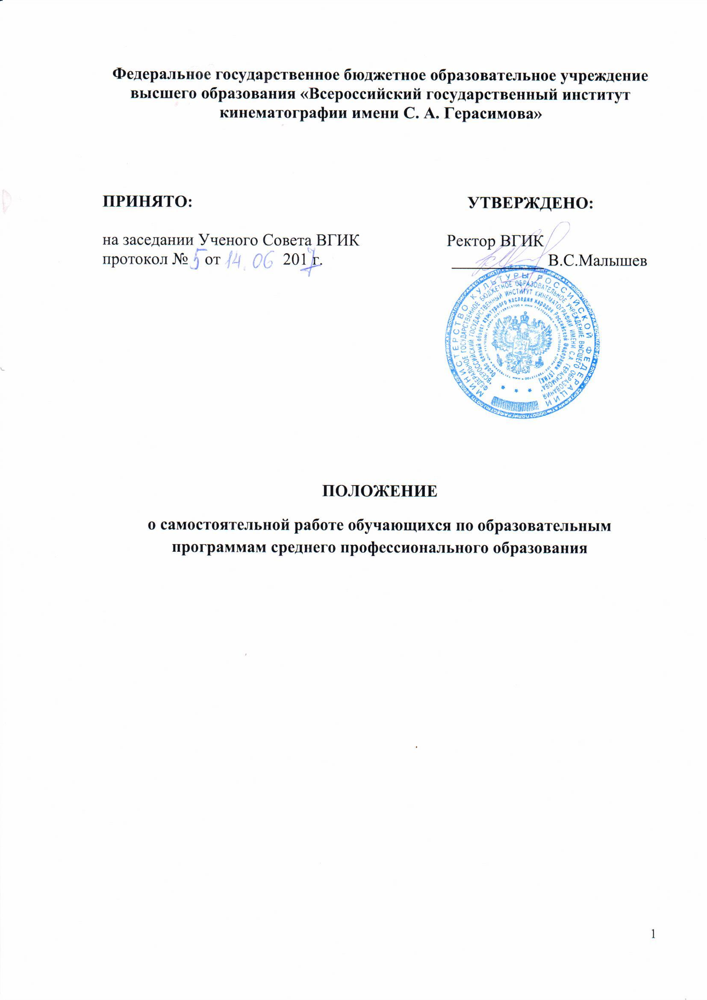 Федеральное государственное бюджетное образовательное учреждение
высшего образования «Всероссийский государственный институт
кинематографии имени С. А. Герасимова»
ПРИНЯТО:
на заседании Ученого Совета ВГИК
протокол № 5 от 14.06 2017 г.
УТВЕРЖДЕНО:
Ректор ВГИК
В.С.Малышев
МИНИСТЕРСТВО КУЛЬТУРЫ РОССИЙСКОЙ ФЕДЕРАЦИИ
ФЕДЕРАЛЬНОЕ ГОСУДАРСТВЕННОЕ БЮДЖЕТНОЕ ОБРАЗОВАТЕЛЬНОЕ УЧРЕЖДЕНИЕ ВЫСШЕГО ОБРАЗОВАНИЯ
"ВСЕРОССИЙСКИЙ ГОСУДАРСТВЕННЫЙ ИНСТИТУТ КИНЕМАТОГРАФИИ ИМЕНИ С.А. ГЕРАСИМОВА"
Особо ценный объект культурного наследия народов Российской Федерации (ВГИК)
ПОЛОЖЕНИЕ
о самостоятельной работе обучающихся по образовательным
программам среднего профессионального образования
1